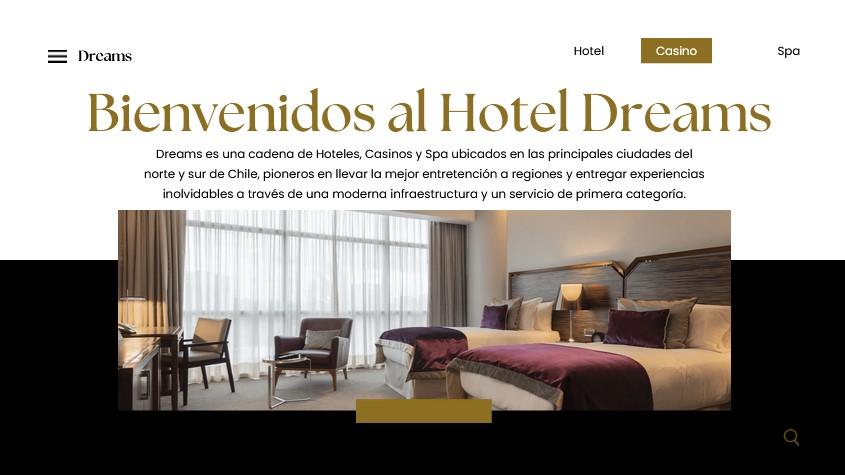 Dreams
Hotel
Casino
Spa
Bienvenidos al Hotel Dreams
Dreams es una cadena de Hoteles, Casinos y Spa ubicados en las principales ciudades del
norte y sur de Chile, pioneros en llevar la mejor entretención a regiones y entregar experiencias
inolvidables a través de una moderna infraestructura y un servicio de primera categoría.